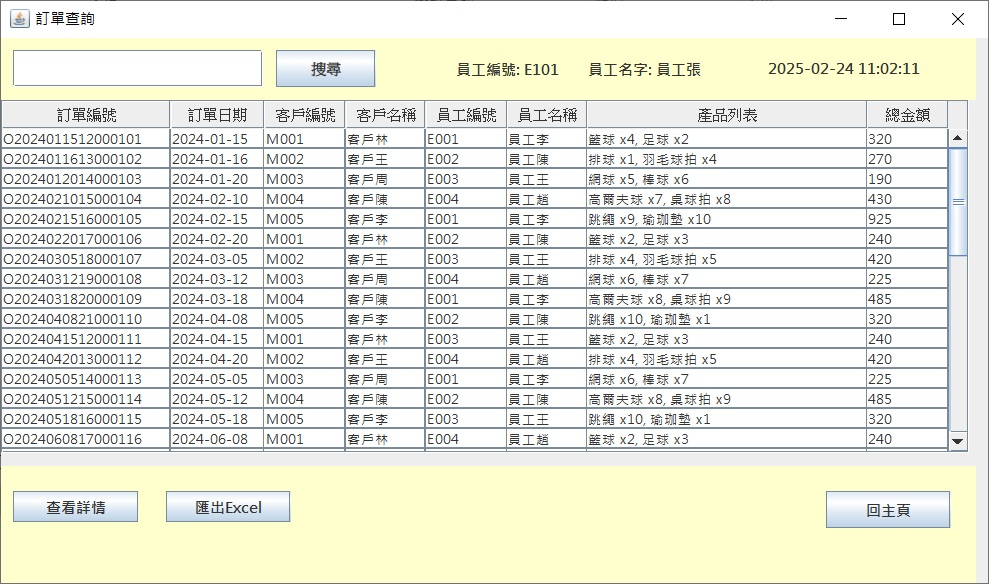 訂單查詢
搜尋 員工編號: E101 員工名字: 員工張 2025-02-24 11:02:11
訂單編號 訂單日期 客戶編號 客戶名稱 員工編號 員工名稱 產品列表 總金額
O2024011512000101 2024-01-15 M001 客戶林 E001 員工李 籃球 x4, 足球 x2 320
O2024011613000102 2024-01-16 M002 客戶王 E002 員工陳 排球 x1, 羽毛球拍 x4 270
O2024012014000103 2024-01-20 M003 客戶周 E003 員工王 網球 x5, 棒球 x6 190
O2024021015000104 2024-02-10 M004 客戶陳 E004 員工趙 高爾夫球 x7, 桌球拍 x8 430
O2024021516000105 2024-02-15 M005 客戶李 E001 員工李 跳繩 x9, 瑜珈墊 x10 925
O2024022017000106 2024-02-20 M001 客戶林 E002 員工陳 籃球 x2, 足球 x3 240
O2024030518000107 2024-03-05 M002 客戶王 E003 員工王 排球 x4, 羽毛球拍 x5 420
O2024031219000108 2024-03-12 M003 客戶周 E004 員工趙 網球 x6, 棒球 x7 225
O2024031820000109 2024-03-18 M004 客戶陳 E001 員工李 高爾夫球 x8, 桌球拍 x9 485
O2024040821000110 2024-04-08 M005 客戶李 E002 員工陳 跳繩 x10, 瑜珈墊 x1 320
O2024041512000111 2024-04-15 M001 客戶林 E003 員工王 籃球 x2, 足球 x3 240
O2024042013000112 2024-04-20 M002 客戶王 E004 員工趙 排球 x4, 羽毛球拍 x5 420
O2024050514000113 2024-05-05 M003 客戶周 E001 員工李 網球 x6, 棒球 x7 225
O2024051215000114 2024-05-12 M004 客戶陳 E002 員工陳 高爾夫球 x8, 桌球拍 x9 485
O2024051816000115 2024-05-18 M005 客戶李 E003 員工王 跳繩 x10, 瑜珈墊 x1 320
O2024060817000116 2024-06-08 M001 客戶林 E004 員工趙 籃球 x2, 足球 x3 240
查看詳情 匯出Excel 回主頁